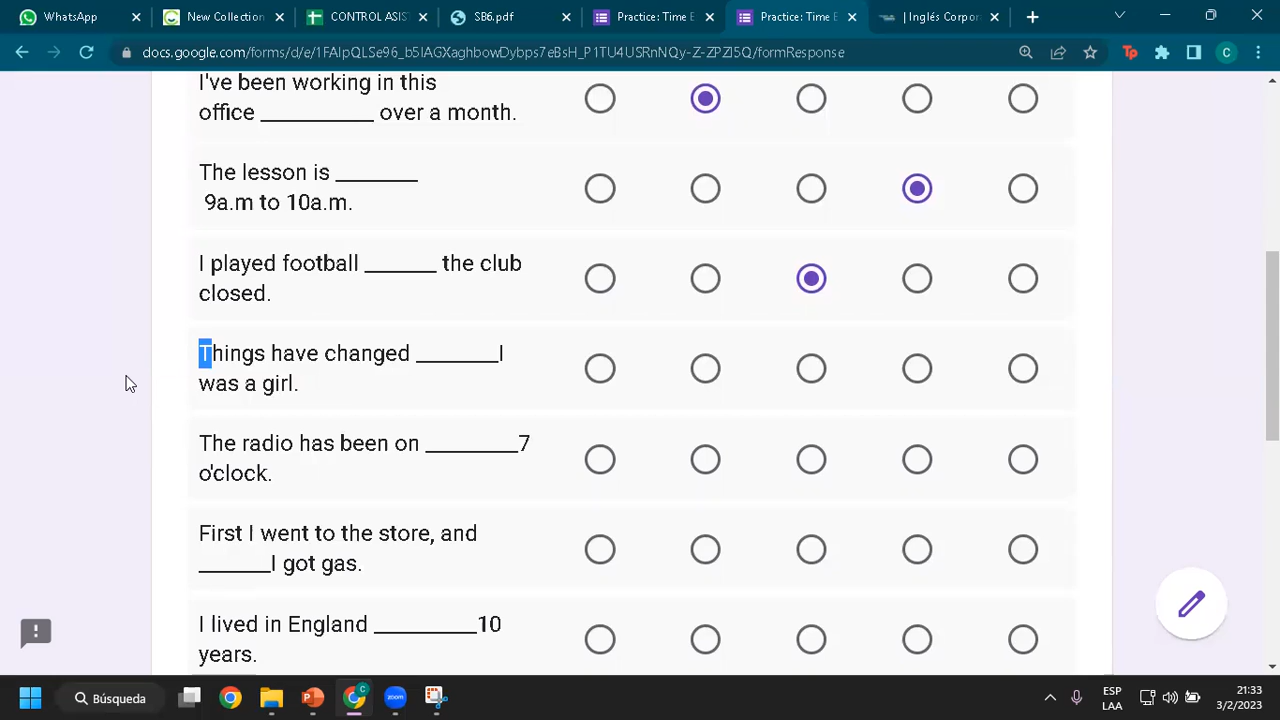 WhatsApp
New Collection
CONTROL ASIST
SB6.pdf
Practice: Time E
Practice: Time E
| Inglés Corpor
docs.google.com/forms/d/e/1FAIpQLSe96_b5IAGXaghbowDybps7eBsH_P1TU4USRnNQy-Z-ZPZI5Q/formResponse
I've been working in this
office __________ over a month.
The lesson is _______
9a.m to 10a.m.
I played football ______ the club
closed.
Things have changed _______I
was a girl.
The radio has been on ________7
o'clock.
First I went to the store, and
______I got gas.
I lived in England _________10
years.
Búsqueda
zoom
ESP
LAA
21:33
3/2/2023